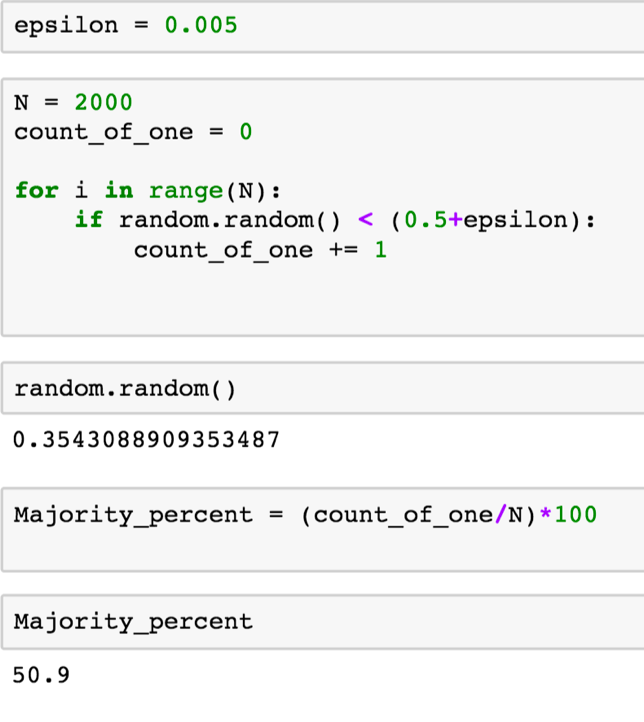 epsilon = 0.005
N = 2000
count_of_one = 0
for i in range(N):
    if random.random() < (0.5+epsilon):
        count_of_one += 1
random.random()
0.3543088909353487
Majority_percent = (count_of_one/N)*100
Majority_percent
50.9